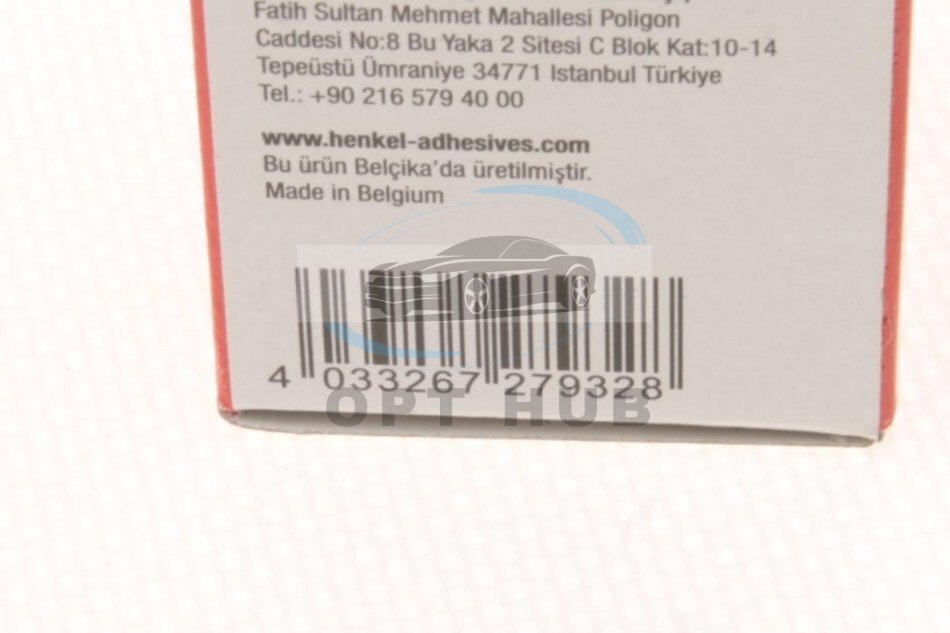 Fatih Sultan Mehmet Mahallesi Poligon
Caddesi No:8 Bu Yaka 2 Sitesi C Blok Kat:10-14
Tepeüstü Ümraniye 34771 Istanbul Türkiye
Tel.: +90 216 579 40 00
www.henkel-adhesives.com
Bu ürün Belçika'da üretilmiştir.
Made in Belgium
4 033267 279328
OPT HUB